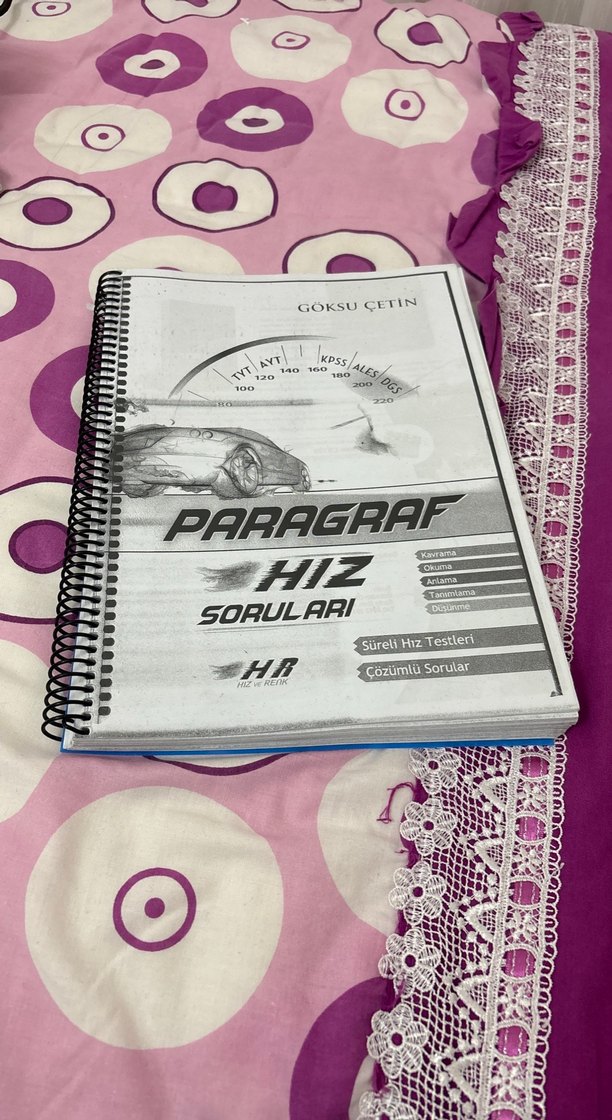 GÖKSU ÇETİN
TYT AYT KPSS ALES DGS
80 100 120 140 160 180 200 220
PARAGRAF
HIZ
SORULARI
Kavrama
Okuma
Anlama
Tanımlama
Düşünme
Süreli Hız Testleri
Çözümlü Sorular
HR
HIZ VE RENK